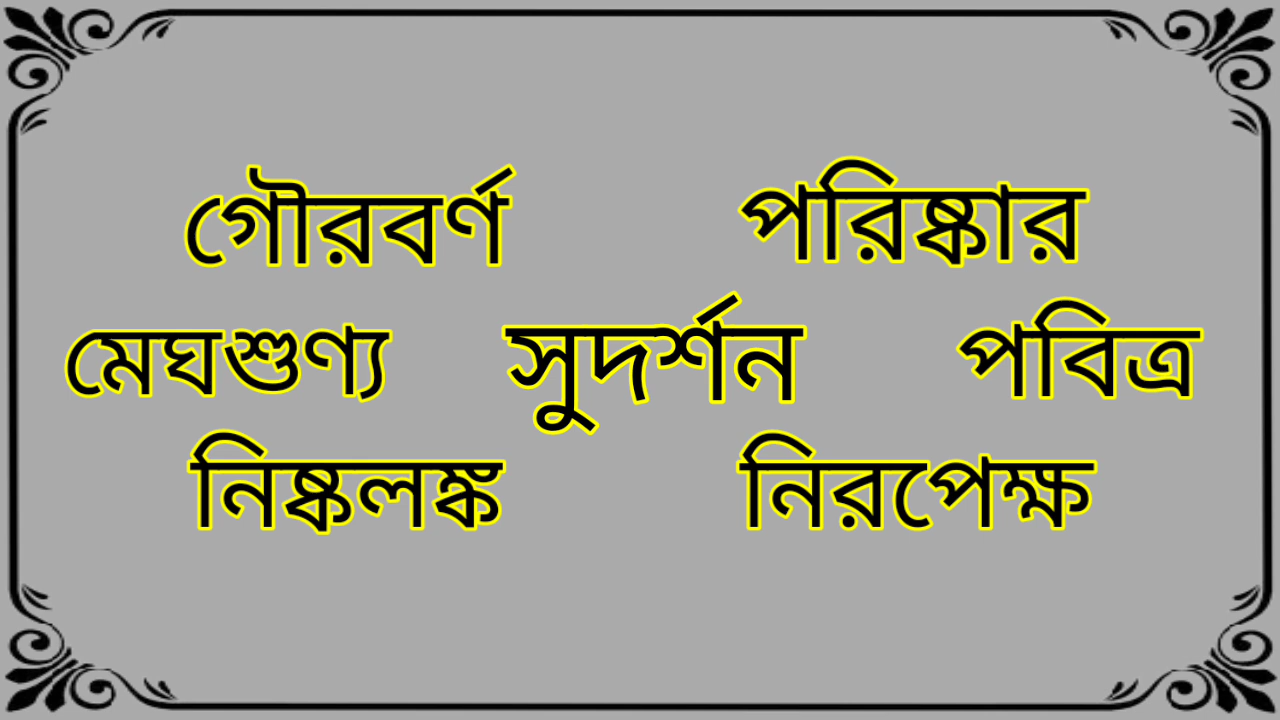 গৌরবর্ণ পরিষ্কার
মেঘশুণ্য সুদর্শন পবিত্র
নিষ্কলঙ্ক নিরপেক্ষ